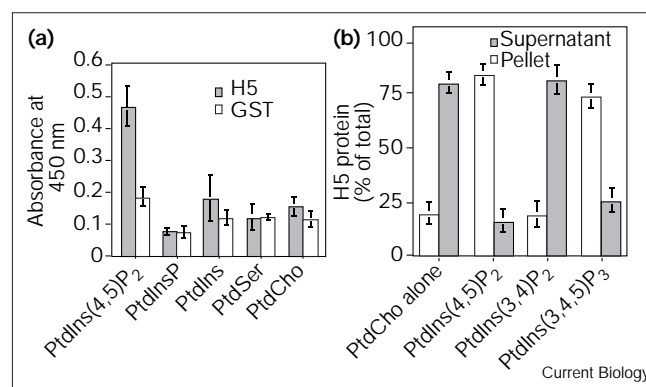 (a)
0.6
0.5
0.4
0.3
0.2
0.1
0
Absorbance at
450 nm
H5
GST
PtdIns(4,5)P2
PtdInsP
PtdIns
PtdSer
PtdCho
(b)
100
75
50
25
0
H5 protein
(% of total)
Supernatant
Pellet
PtdCho alone
PtdIns(4,5)P2
PtdIns(3,4)P2
PtdIns(3,4,5)P3
Current Biology